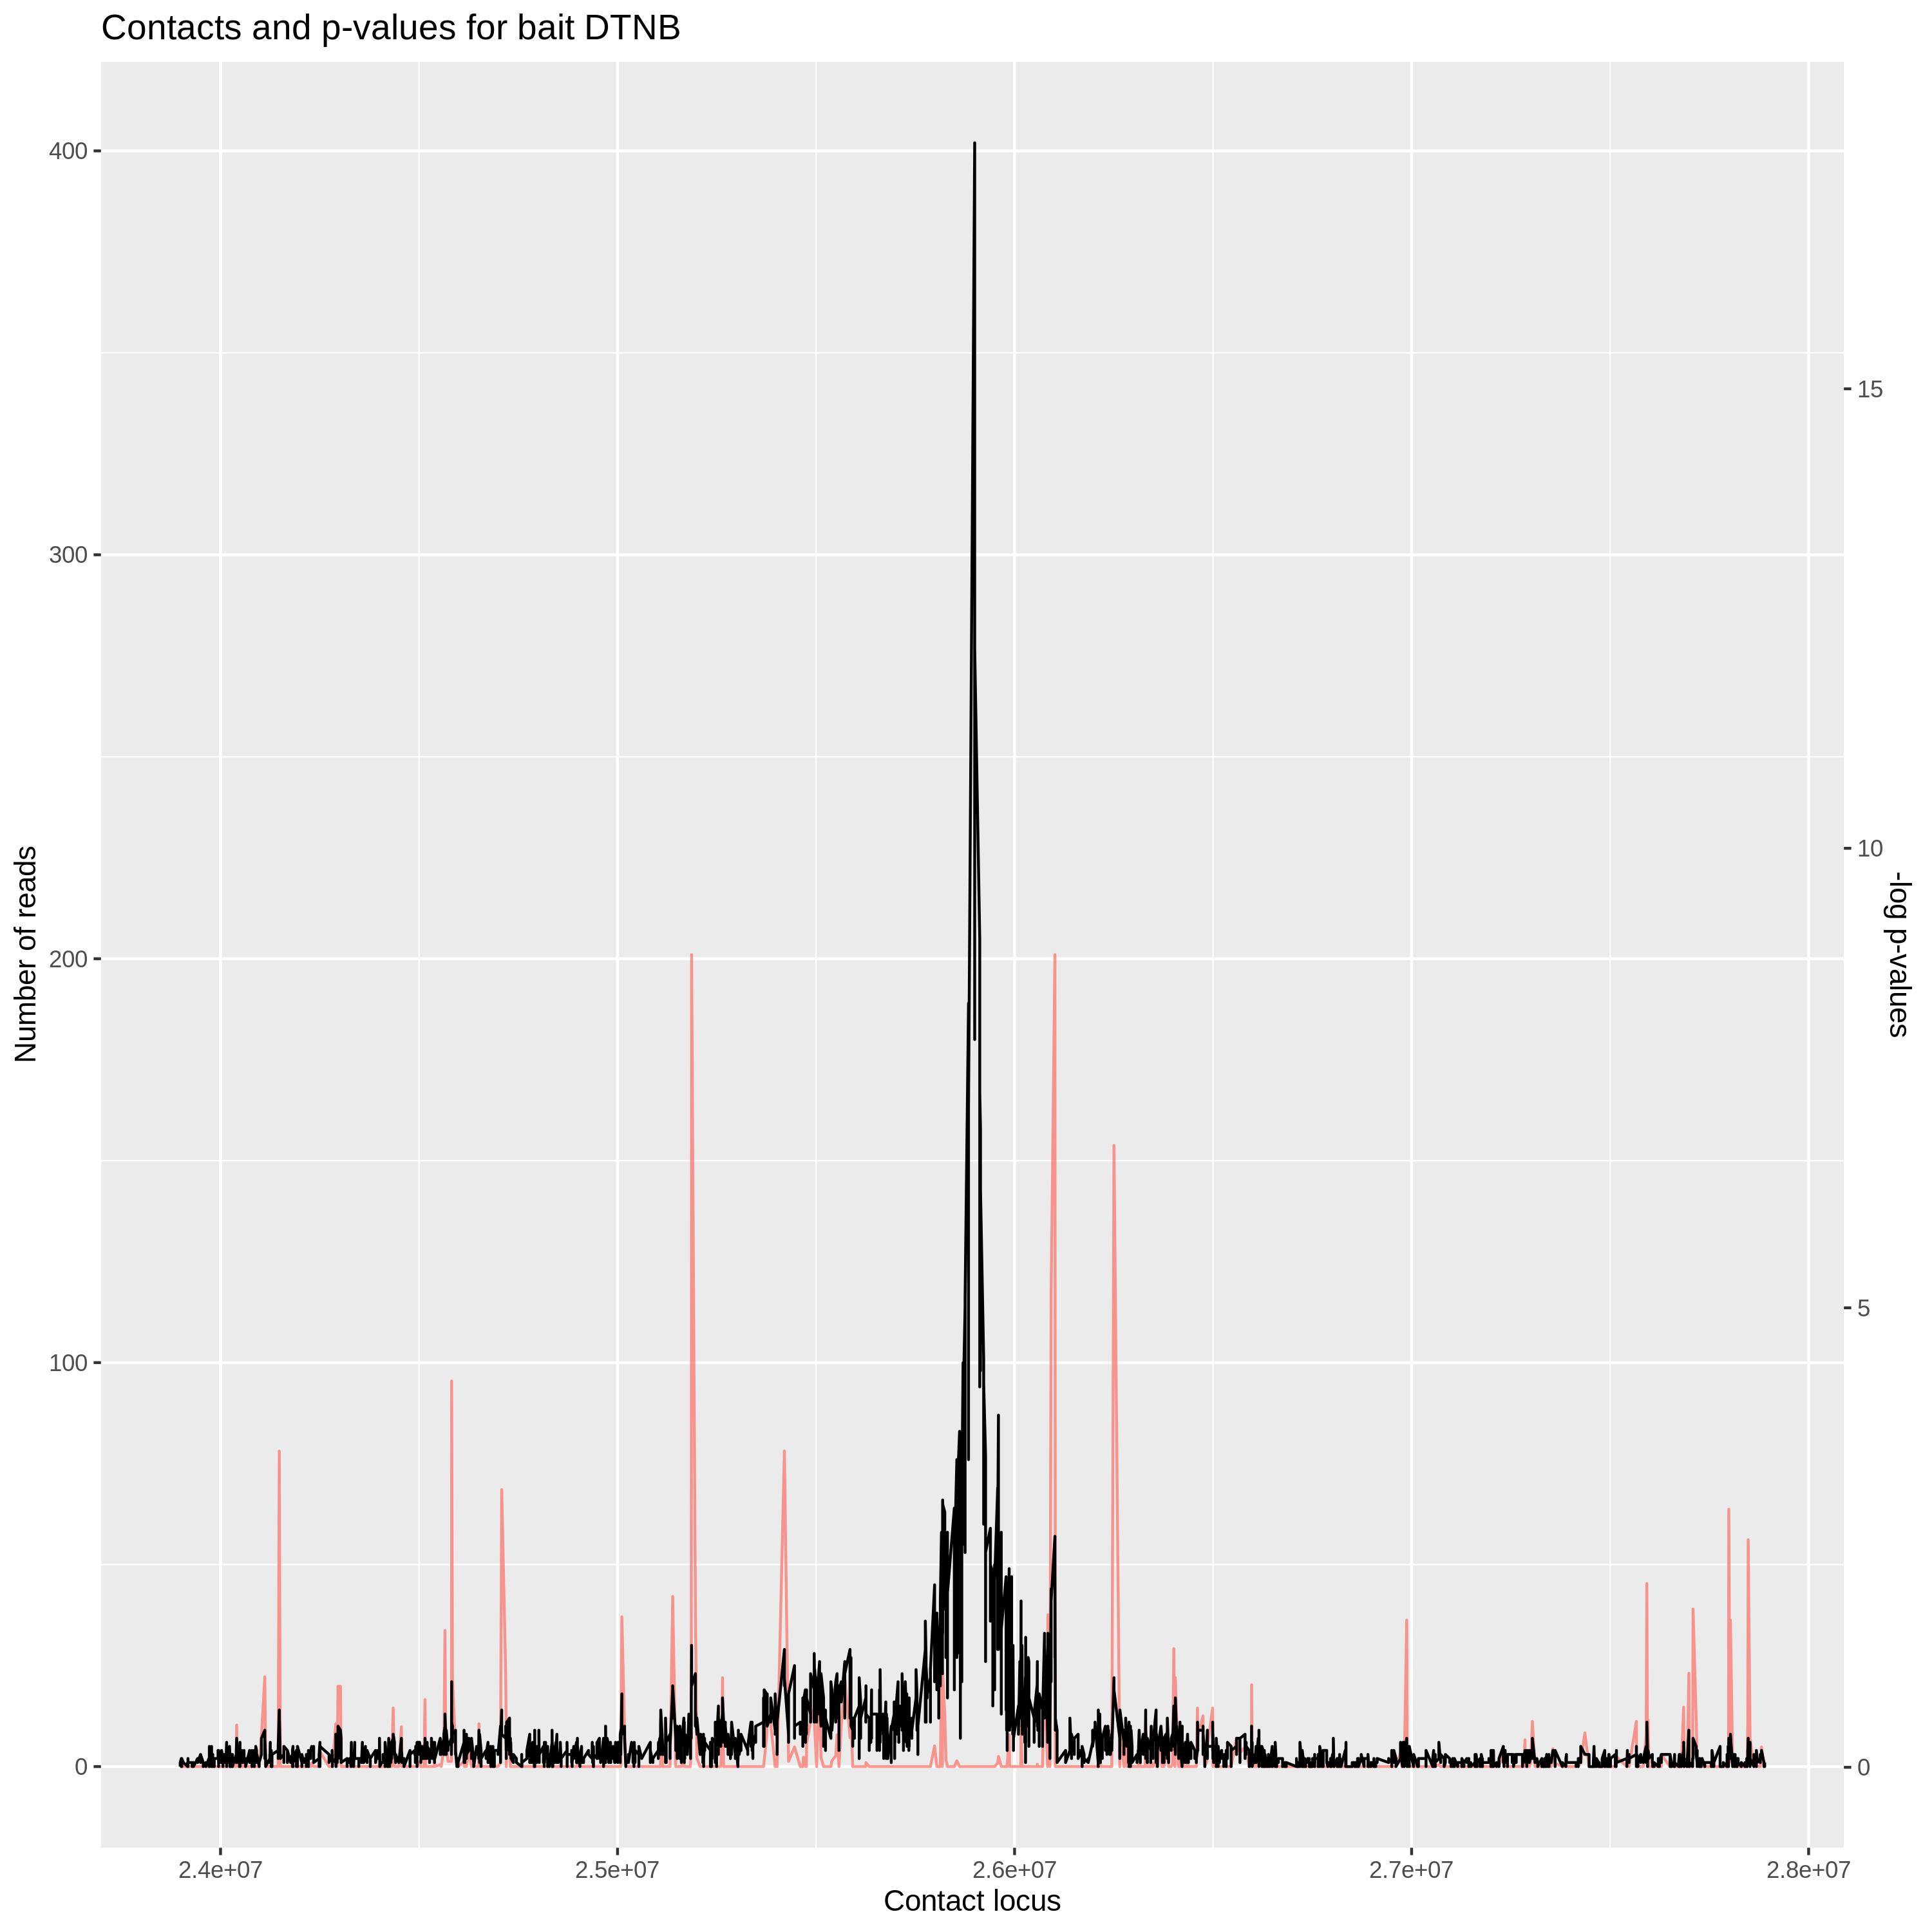 Contacts and p-values for bait DTNB
400
300
200
100
0
Number of reads
15
10
5
0
-log p-values
2.4e+07
2.5e+07
2.6e+07
2.7e+07
2.8e+07
Contact locus